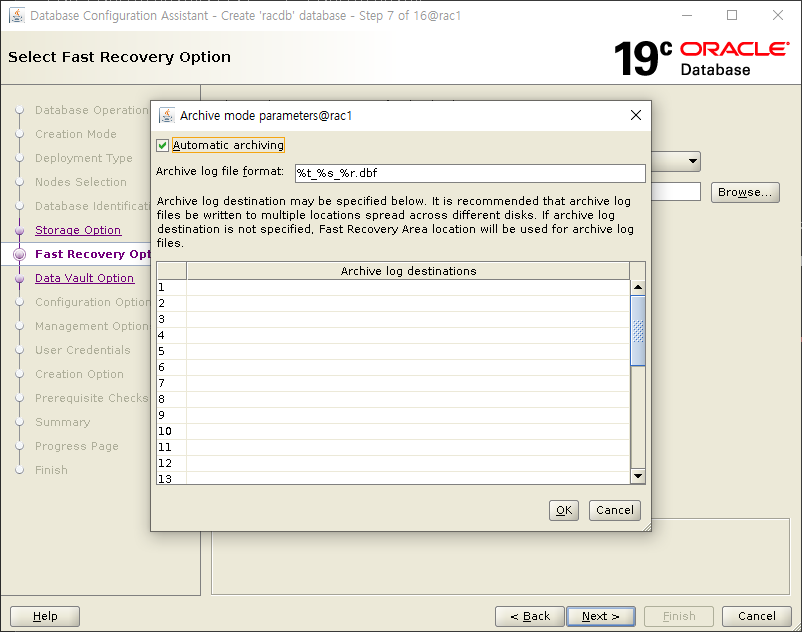 Database Configuration Assistant - Create 'racdb' database - Step 7 of 16@rac1
Select Fast Recovery Option
19c ORACLE
Database
Database Operation
Creation Mode
Deployment Type
Nodes Selection
Database Identificati
Storage Option
Fast Recovery Opt
Data Vault Option
Configuration Option
Management Option
User Credentials
Creation Option
Prerequisite Checks
Summary
Progress Page
Finish
Browse...
Archive mode parameters@rac1
Automatic archiving
Archive log file format: %t_%s_%r.dbf
Archive log destination may be specified below. It is recommended that archive log
files be written to multiple locations spread across different disks. If archive log
destination is not specified, Fast Recovery Area location will be used for archive log
files.
Archive log destinations
1
2
3
4
5
6
7
8
9
10
11
12
13
OK Cancel
Help < Back Next > Finish Cancel